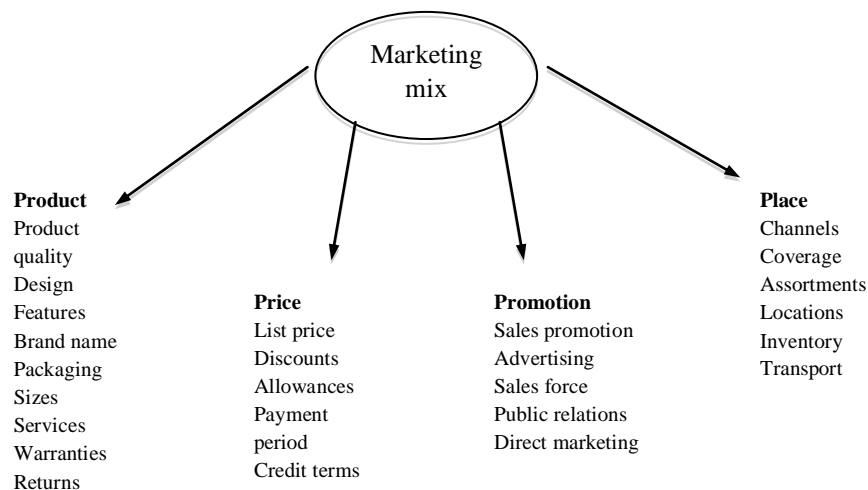 Marketing
mix
Product
Product
quality
Design
Features
Brand name
Packaging
Sizes
Services
Warranties
Returns
Price
List price
Discounts
Allowances
Payment
period
Credit terms
Promotion
Sales promotion
Advertising
Sales force
Public relations
Direct marketing
Place
Channels
Coverage
Assortments
Locations
Inventory
Transport